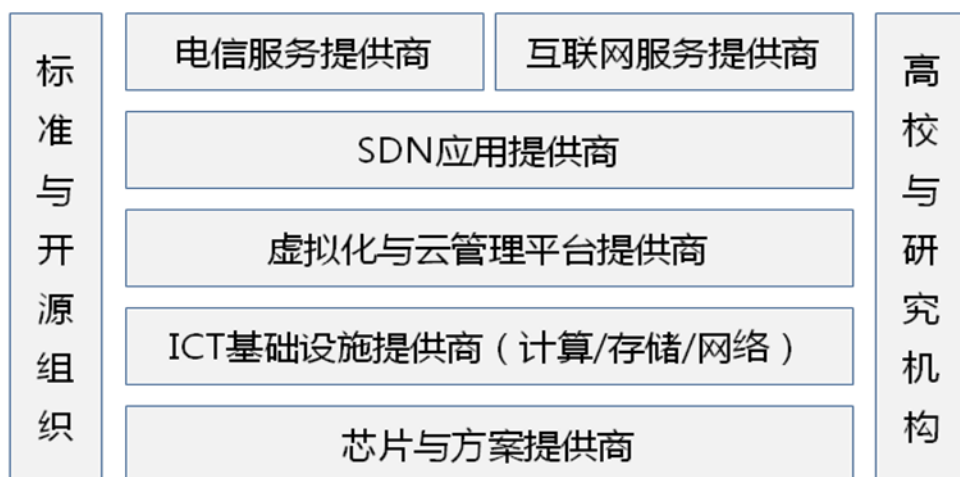 标准与开源组织
电信服务提供商
互联网服务提供商
SDN应用提供商
虚拟化与云管理平台提供商
ICT基础设施提供商（计算/存储/网络）
芯片与方案提供商
高校与研究机构